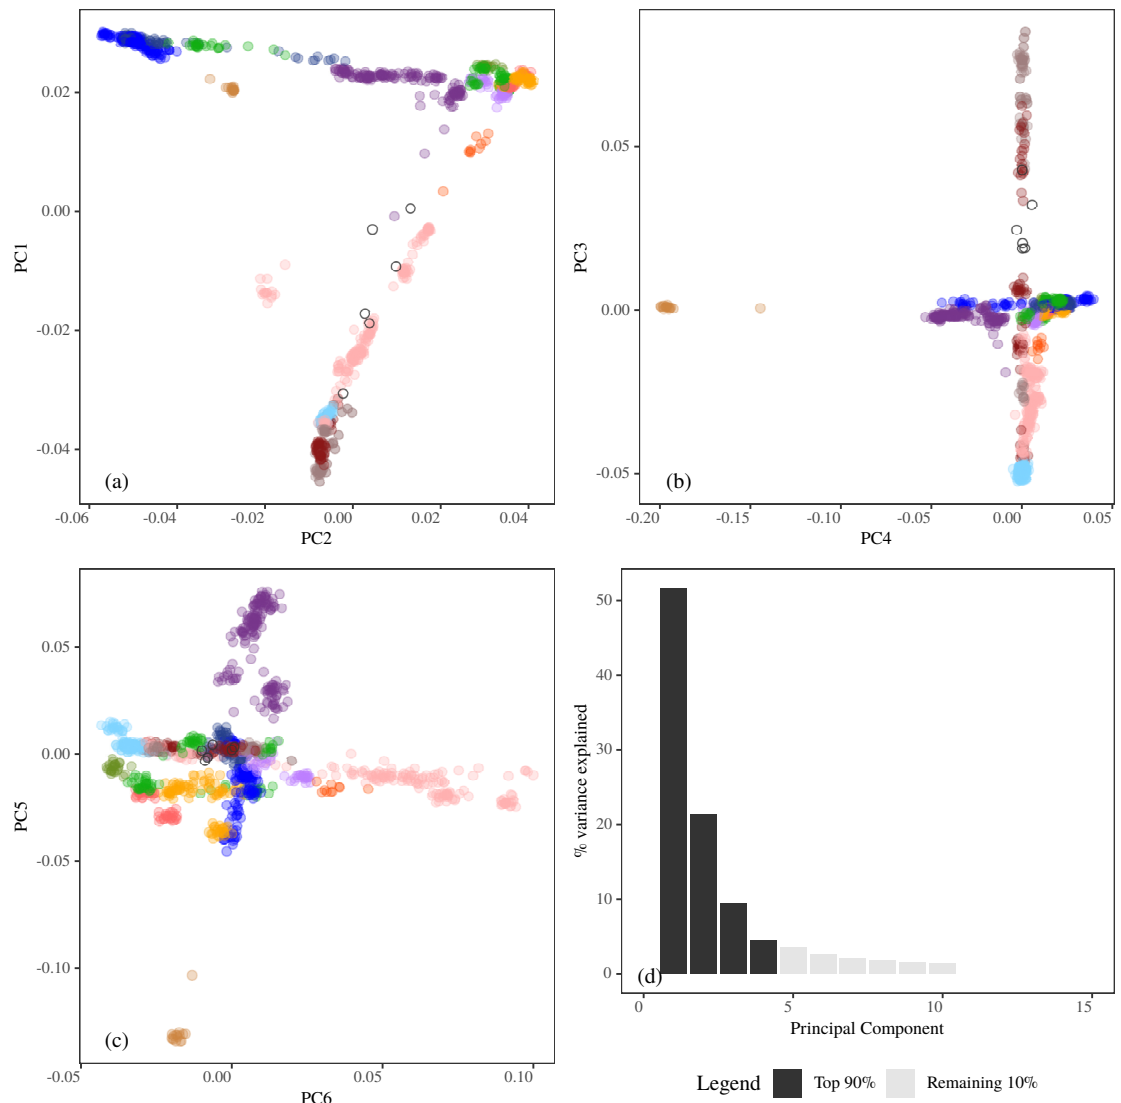 0.02
0.00
-0.02
-0.04
PC1
(a)
-0.06
-0.04
-0.02
0.00
0.02
0.04
PC2
0.05
0.00
-0.05
PC3
(b)
-0.20
-0.15
-0.10
-0.05
0.00
0.05
PC4
0.05
0.00
-0.05
-0.10
PC5
(c)
-0.05
0.00
0.05
0.10
PC6
50
40
30
20
10
0
% variance explained
(d)
0
5
10
15
Principal Component
Legend Top 90% Remaining 10%